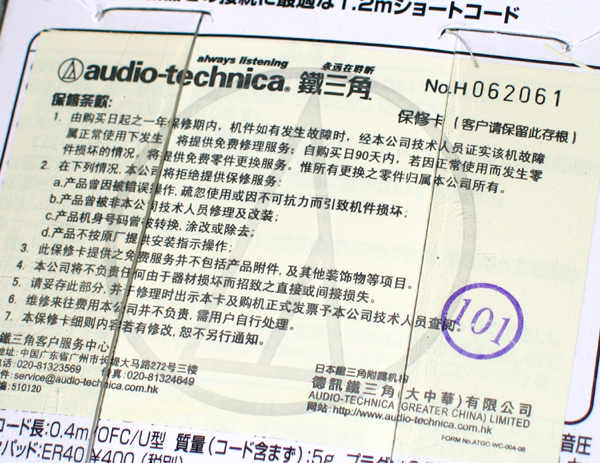 の接続に最適な1.2mショートコード
always listening 永远在聆听
audio-technica® 鐵三角 No.H062061
保修条款: 保修卡 (客户请保留此存根)
1. 由购买日起之一年保修期内，机件如有发生故障时，经本公司技术人员证实该机故障
属正常使用下发生，将提供免费修理服务；自购买日90天内，若因正常使用而发生零
件损坏的情况，将提供免费零件更换服务。惟所有更换之零件归属本公司所有。
2. 在下列情况，本公司将拒绝提供保修服务：
a.产品曾因被错误操作，疏忽使用或因不可抗力而引致机件损坏；
b.产品曾被非本公司技术人员修理及改装；
c.产品机身号码曾被转换，涂改或除去；
d.产品不按原厂提供安装指示操作；
3. 此保修卡提供之免费服务并不包括产品附件，及其他装饰物等项目。
4. 本公司将不负责任何由于器材损坏而招致之直接或间接损失。
5. 请妥存此部分，并在修理时出示本卡及购机正式发票予本公司技术人员查阅。
6. 维修来往费用本公司并不负责，需用户自行处理。
7. 本保修卡细则内容若有修改，恕不另行通知。
101
鐵三角客户服务中心
地址:中国广东省广州市 堤大马路272号三楼
电话:020-81323569 传真:020-81324649
邮件:service@audio-technica.com.hk
邮编:510120
日本鐵三角附屬机构
德訊鐵三角(大中華)有限公司
AUDIO-TECHNICA (GREATER CHINA) LIMITED
网站:http://www.audio-technica.com.hk
FORM No.ATGC-WC-004-05
コード長:0.4m(OFC/U型 質量(コード含まず):5g、プラグ
ヤパッド:ER40 ¥400 (税別)
音圧